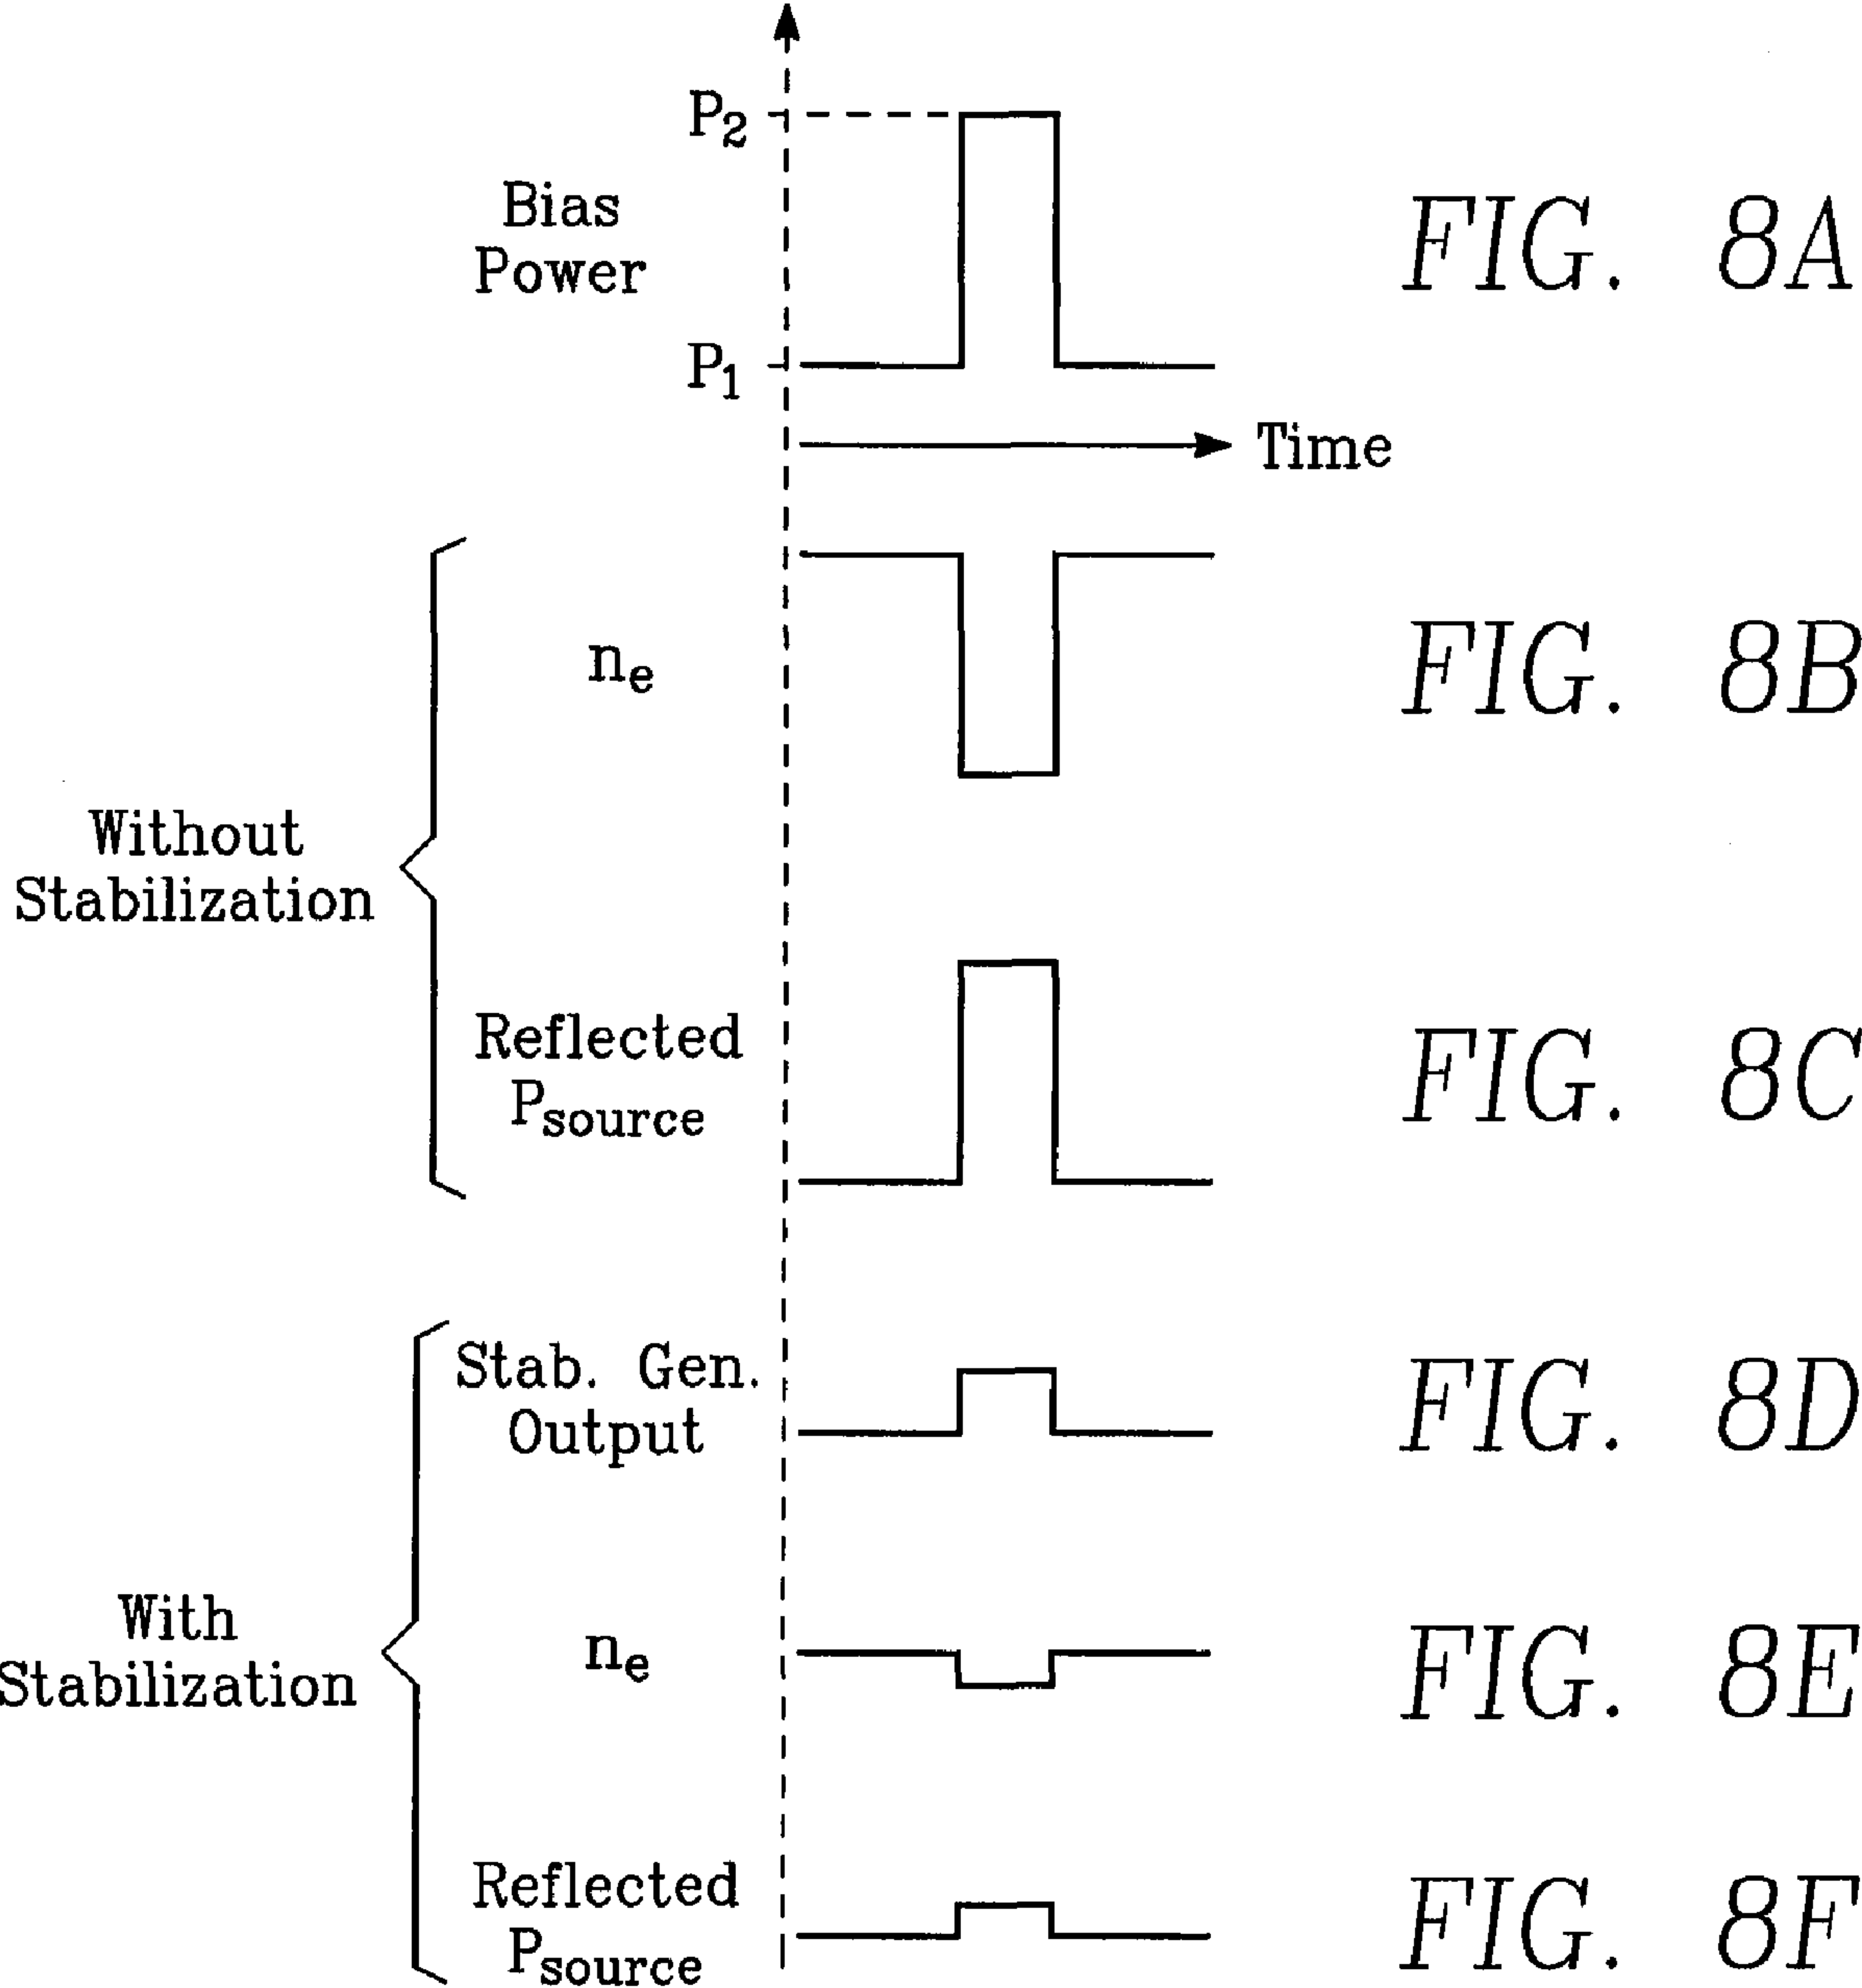 P2
Bias
Power
P1
Time
FIG. 8A
ne
FIG. 8B
Without
Stabilization
Reflected
Psource
FIG. 8C
Stab. Gen.
Output
FIG. 8D
With
Stabilization
ne
FIG. 8E
Reflected
Psource
FIG. 8F